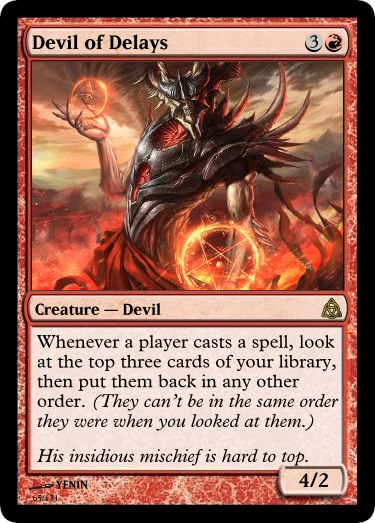 Devil of Delays 3
Creature — Devil
Whenever a player casts a spell, look
at the top three cards of your library,
then put them back in any other
order. (They can't be in the same order
they were when you looked at them.)
His insidious mischief is hard to top.
YENIN
65/131
4/2